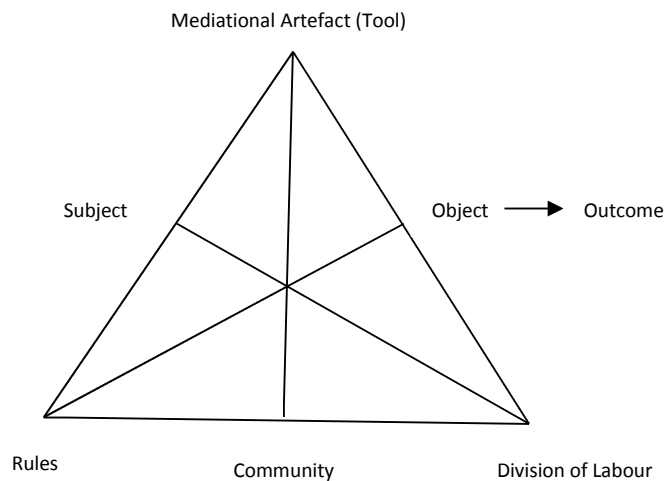 Mediational Artefact (Tool)
Subject
Object
Outcome
Rules
Community
Division of Labour